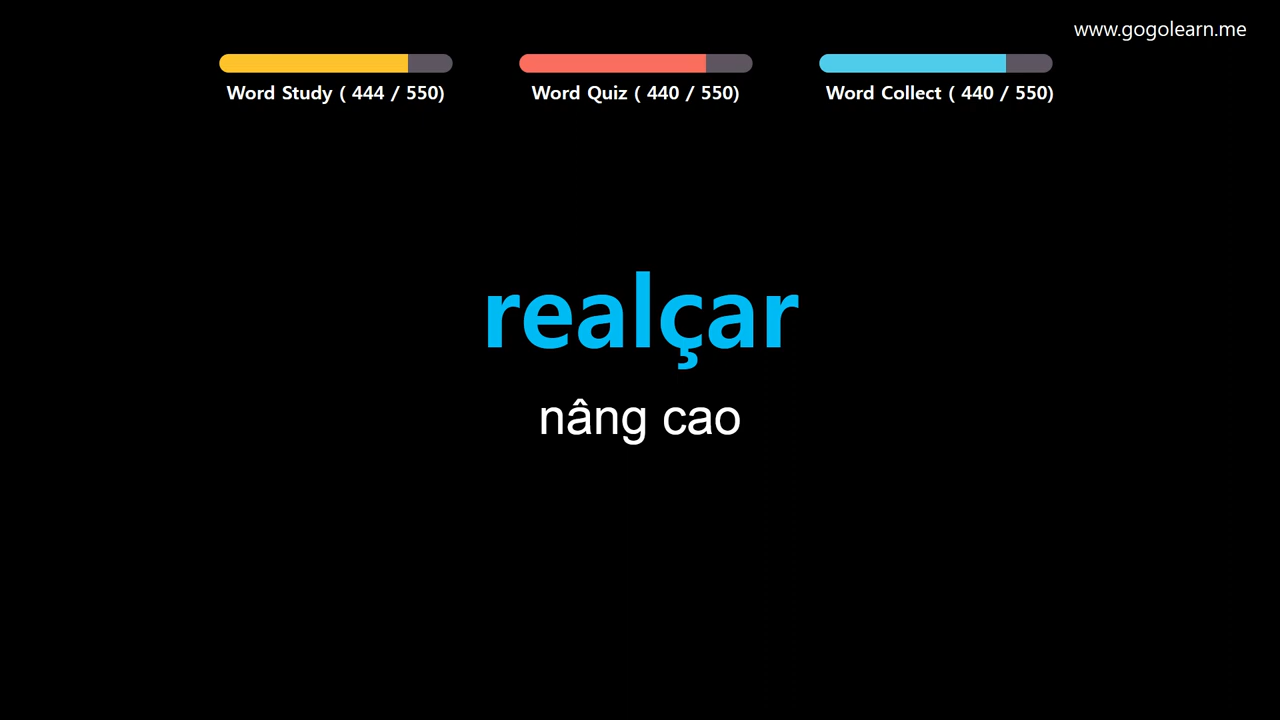 www.gogolearn.me
Word Study ( 444 / 550)
Word Quiz ( 440 / 550)
Word Collect ( 440 / 550)
realçar
nâng cao